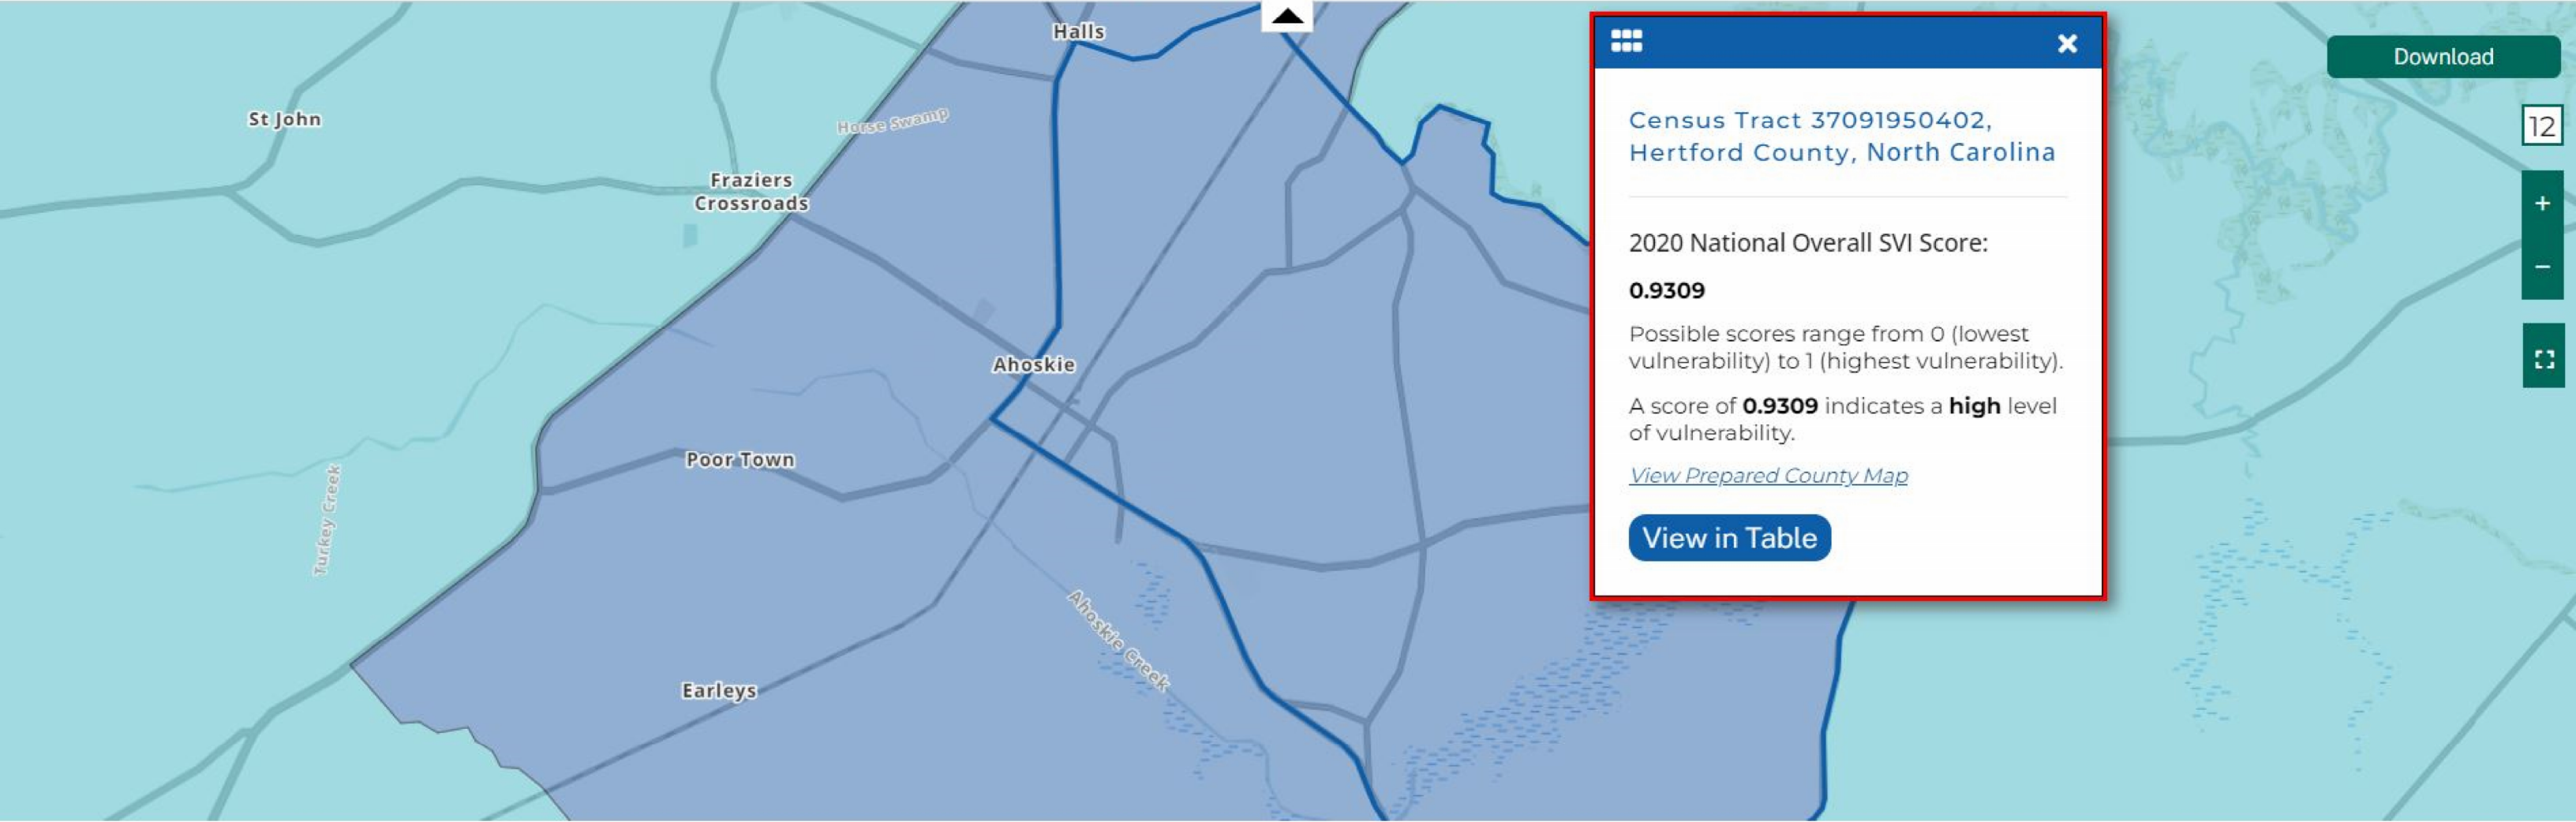 Halls
St John
Horse Swamp
Fraziers
Crossroads
Ahoskie
Poor Town
Turkey Creek
Ahoskie Creek
Earleys
Census Tract 37091950402,
Hertford County, North Carolina
2020 National Overall SVI Score:
0.9309
Possible scores range from 0 (lowest
vulnerability) to 1 (highest vulnerability).
A score of 0.9309 indicates a high level
of vulnerability.
View Prepared County Map
View in Table
Download
12
+
−